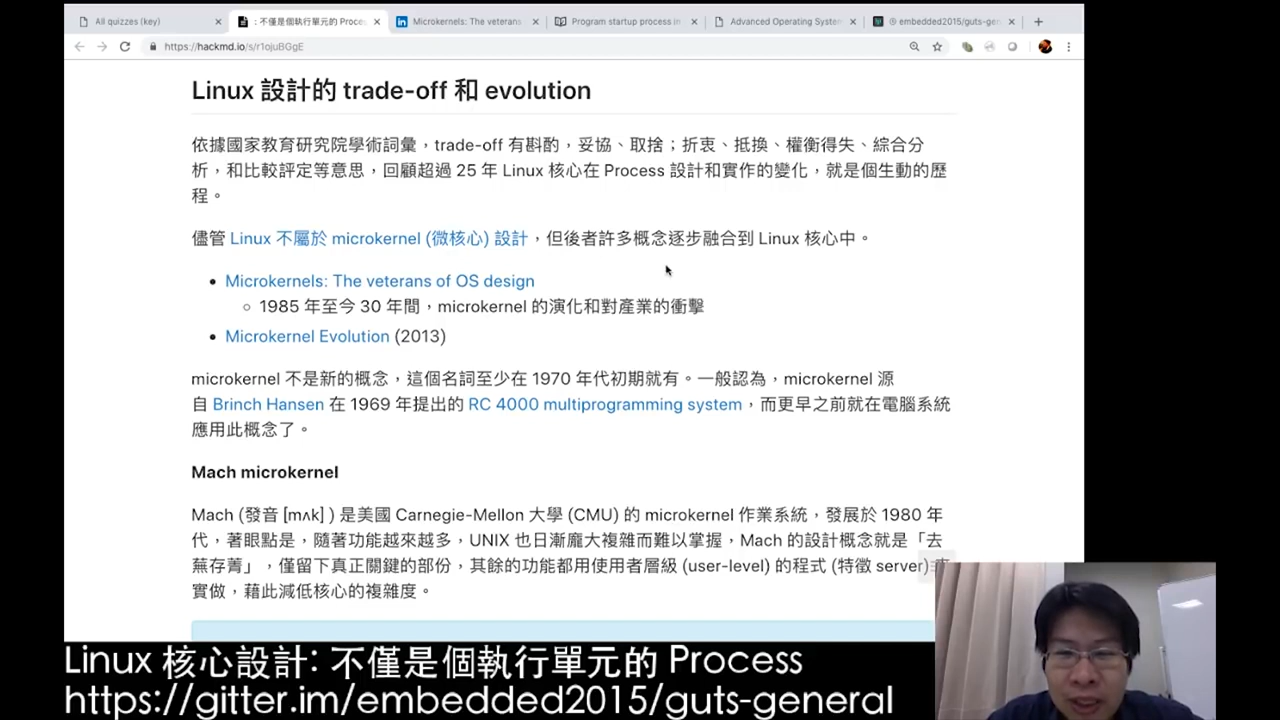 All quizzes (key)
: 不僅是個執行單元的 Proces
Microkernels: The veterans
Program startup process in
Advanced Operating System
embedded2015/guts-gen
https://hackmd.io/s/r1ojuBGgE
Linux 設計的 trade-off 和 evolution
依據國家教育研究院學術詞彙，trade-off 有斟酌，妥協、取捨；折衷、抵換、權衡得失、綜合分
析，和比較評定等意思，回顧超過 25 年 Linux 核心在 Process 設計和實作的變化，就是個生動的歷
程。
儘管 Linux 不屬於 microkernel (微核心) 設計，但後者許多概念逐步融合到 Linux 核心中。
Microkernels: The veterans of OS design
1985 年至今 30 年間，microkernel 的演化和對產業的衝擊
Microkernel Evolution (2013)
microkernel 不是新的概念，這個名詞至少在 1970 年代初期就有。一般認為，microkernel 源
自 Brinch Hansen 在 1969 年提出的 RC 4000 multiprogramming system，而更早之前就在電腦系統
應用此概念了。
Mach microkernel
Mach (發音 [mʌk] ) 是美國 Carnegie-Mellon 大學 (CMU) 的 microkernel 作業系統，發展於 1980 年
代，著眼點是，隨著功能越來越多，UNIX 也日漸龐大複雜而難以掌握，Mach 的設計概念就是「去
蕪存菁」，僅留下真正關鍵的部份，其餘的功能都用使用者層級 (user-level) 的程式 (特徵 server)
實做，藉此減低核心的複雜度。
Linux 核心設計: 不僅是個執行單元的 Process
https://gitter.im/embedded2015/guts-general